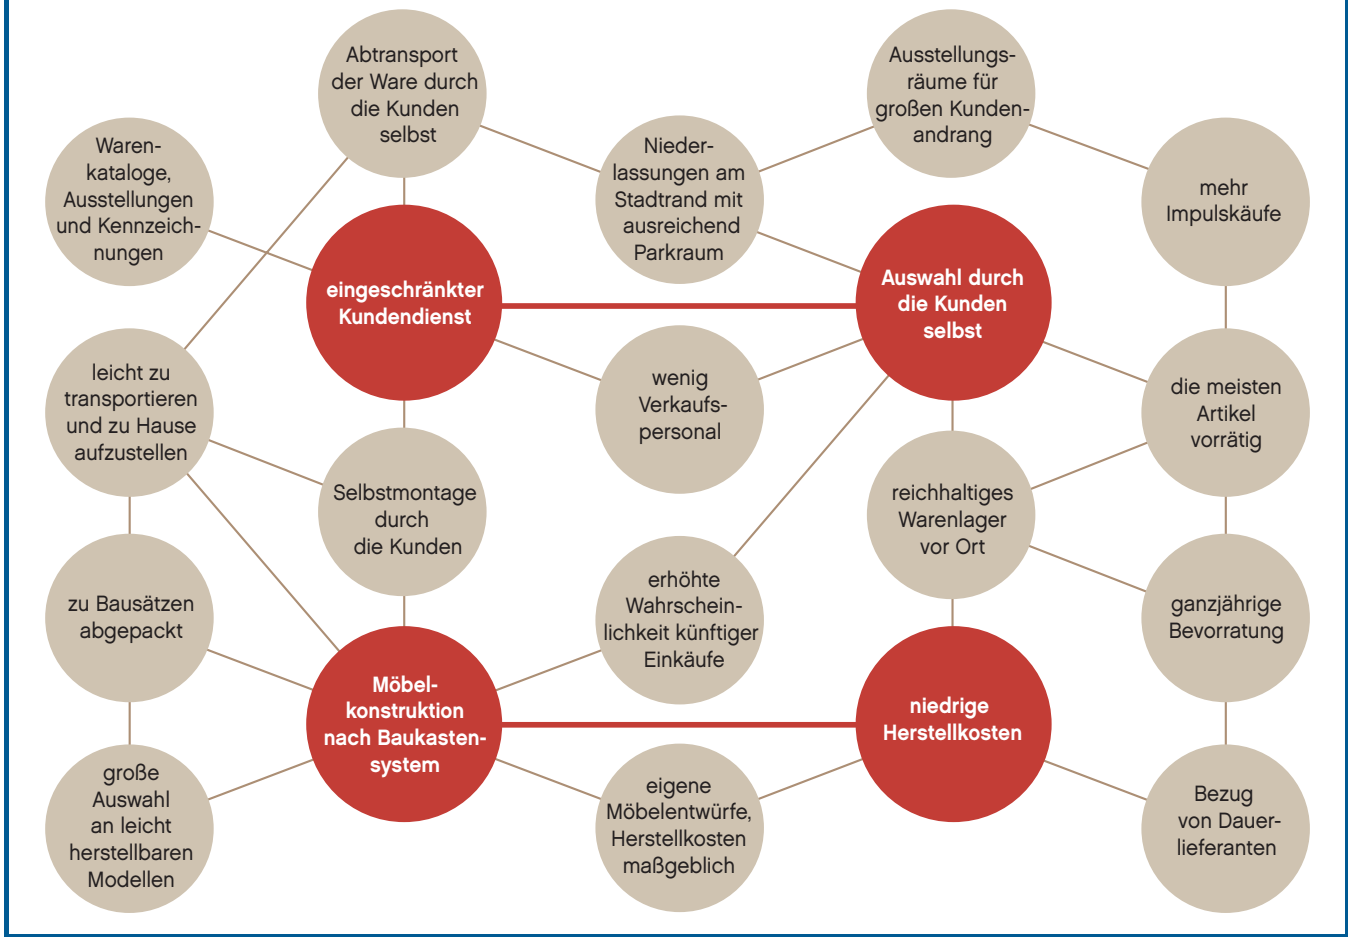 Abtransport
der Ware durch
die Kunden
selbst
Ausstellungs-
räume für
großen Kunden-
andrang
Waren-
kataloge,
Ausstellungen
und Kennzeich-
nungen
Nieder-
lassungen am
Stadtrand mit
ausreichend
Parkraum
mehr
Impulskäufe
eingeschränkter
Kundendienst
Auswahl durch
die Kunden
selbst
leicht zu
transportieren
und zu Hause
aufzustellen
wenig
Verkaufs-
personal
die meisten
Artikel
vorrätig
Selbstmontage
durch
die Kunden
reichhaltiges
Warenlager
vor Ort
zu Bausätzen
abgepackt
erhöhte
Wahrschein-
lichkeit künftiger
Einkäufe
ganzjährige
Bevorratung
Möbel-
konstruktion
nach Baukasten-
system
niedrige
Herstellkosten
große
Auswahl
an leicht
herstellbaren
Modellen
eigene
Möbelentwürfe,
Herstellkosten
maßgeblich
Bezug
von Dauer-
lieferanten